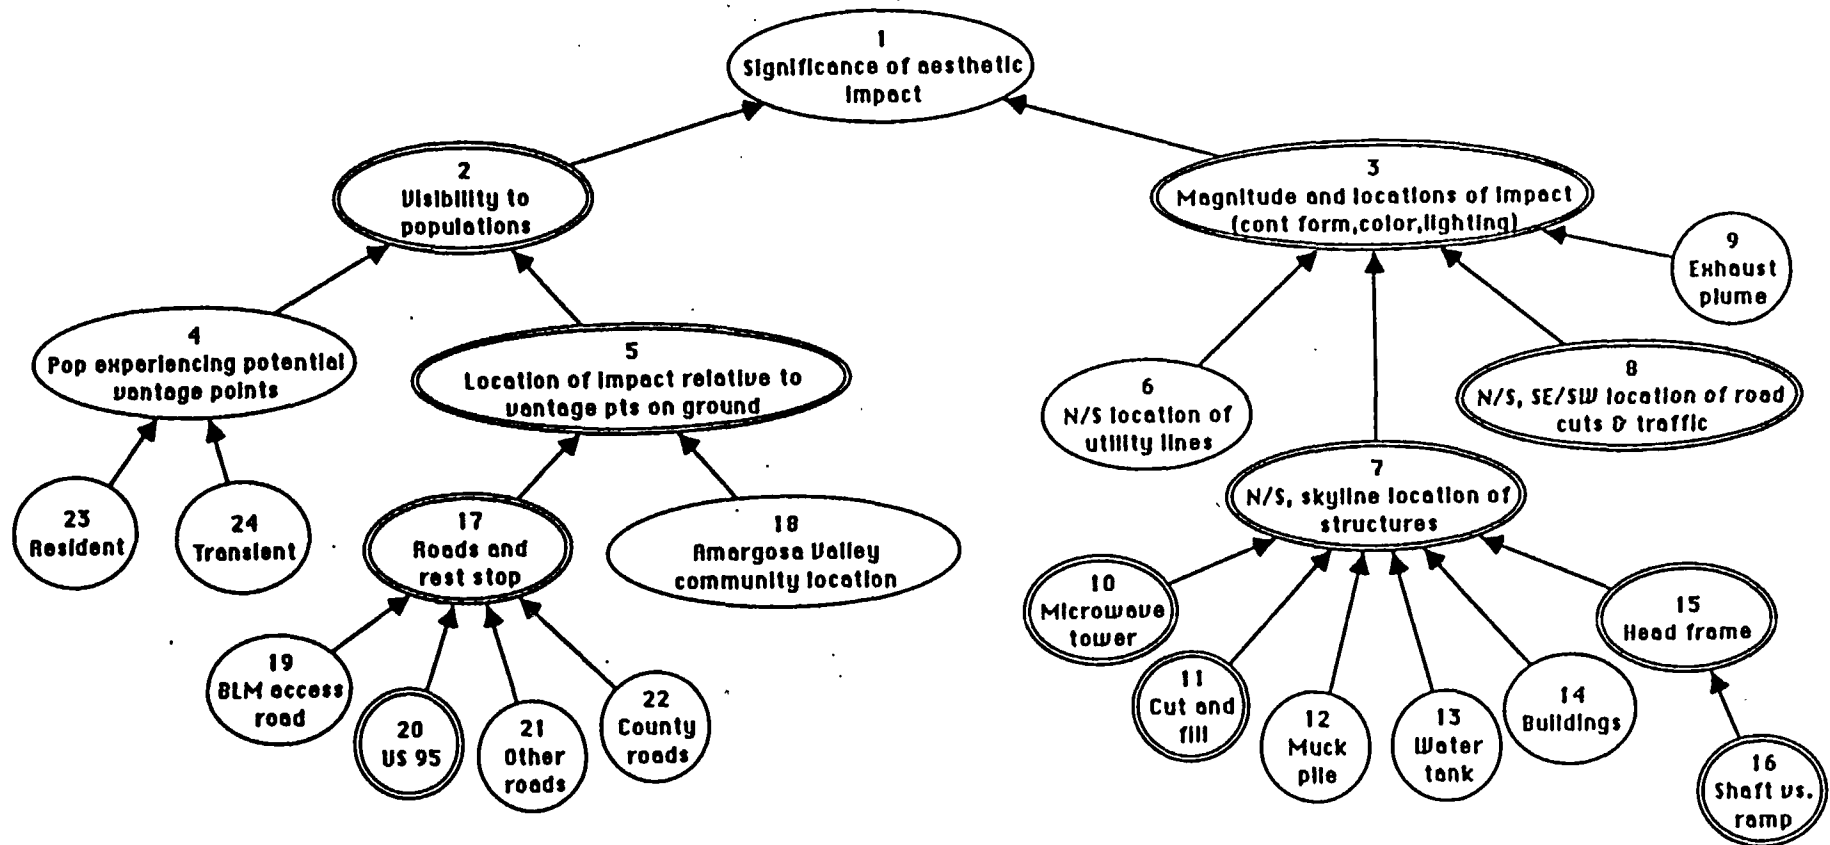 1
Significance of aesthetic
impact
2
Visibility to
populations
3
Magnitude and locations of impact
(cont form,color,lighting)
9
Exhaust
plume
4
Pop experiencing potential
vantage points
5
Location of impact relative to
vantage pts on ground
6
N/S location of
utility lines
8
N/S, SE/SW location of road
cuts & traffic
7
N/S, skyline location of
structures
23
Resident
24
Transient
17
Roads and
rest stop
18
Amargosa Valley
community location
10
Microwave
tower
15
Head frame
19
BLM access
road
20
US 95
21
Other
roads
22
County
roads
11
Cut and
fill
12
Muck
pile
13
Water
tank
14
Buildings
16
Shaft vs.
ramp